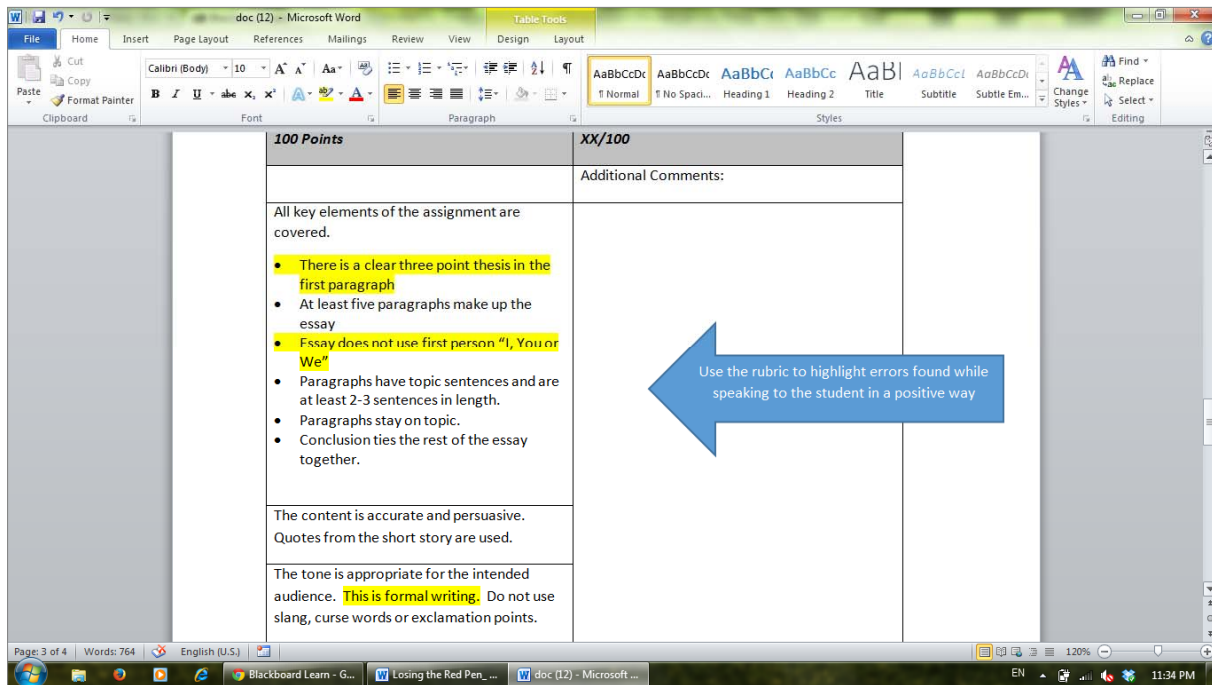 doc (12) - Microsoft Word
Table Tools
File Home Insert Page Layout References Mailings Review View Design Layout
Cut
Copy
Format Painter
Paste
Calibri (Body) 10
Aa
B I U abe x, x²
AaBbCcDc AaBbCcDc AaBbCc AaBbCc AaBl AaBbCcL AaBbCcDc
¶ Normal ¶ No Spaci... Heading 1 Heading 2 Title Subtitle Subtle Em...
Change
Styles
Find
Replace
Select
Clipboard Font Paragraph Styles Editing
100 Points
XX/100
Additional Comments:
All key elements of the assignment are
covered.
• There is a clear three point thesis in the
first paragraph
• At least five paragraphs make up the
essay
• Essay does not use first person “I, You or
We”
• Paragraphs have topic sentences and are
at least 2-3 sentences in length.
• Paragraphs stay on topic.
• Conclusion ties the rest of the essay
together.
Use the rubric to highlight errors found while
speaking to the student in a positive way
The content is accurate and persuasive.
Quotes from the short story are used.
The tone is appropriate for the intended
audience. This is formal writing. Do not use
slang, curse words or exclamation points.
Page: 3 of 4 Words: 764 English (U.S.) 120%
Blackboard Learn - G... Losing the Red Pen_ ... doc (12) - Microsoft ... EN 11:34 PM